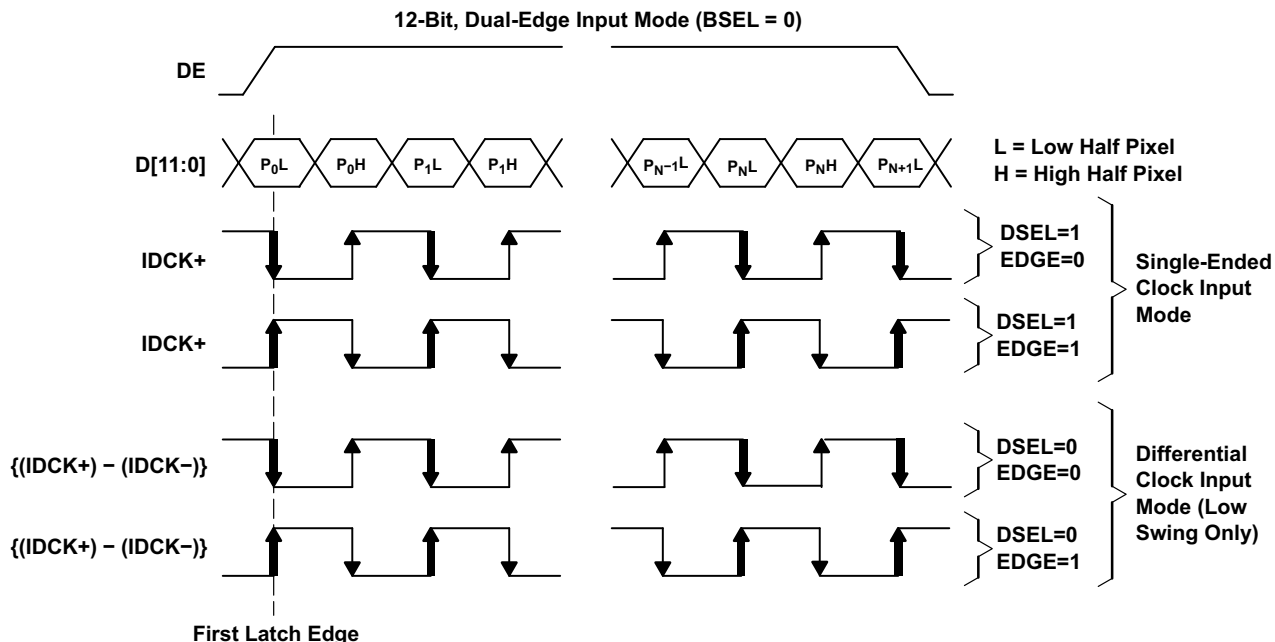 12-Bit, Dual-Edge Input Mode (BSEL = 0)
DE
D[11:0]
P0L P0H P1L P1H PN−1L PNL PNH PN+1L
L = Low Half Pixel
H = High Half Pixel
IDCK+
DSEL=1
EDGE=0
IDCK+
DSEL=1
EDGE=1
Single-Ended
Clock Input
Mode
{(IDCK+) − (IDCK−)}
DSEL=0
EDGE=0
{(IDCK+) − (IDCK−)}
DSEL=0
EDGE=1
Differential
Clock Input
Mode (Low
Swing Only)
First Latch Edge